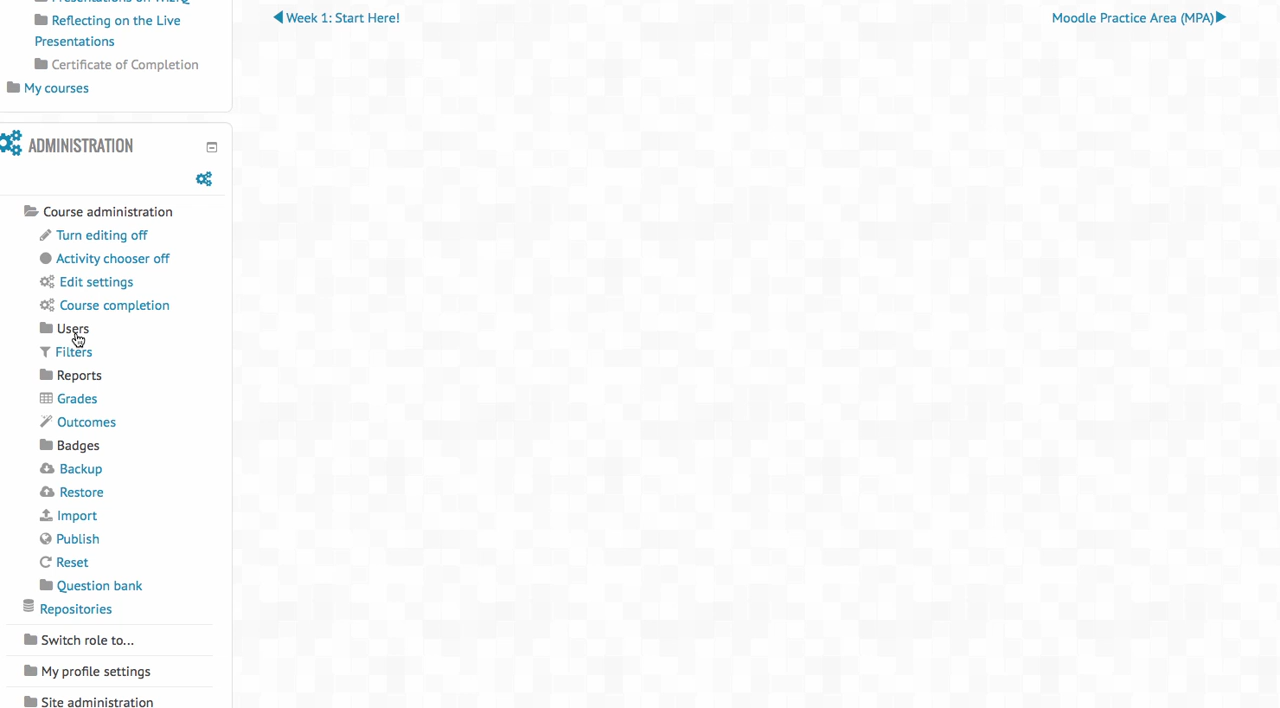 Reflecting on the Live
Presentations
Certificate of Completion
My courses
Week 1: Start Here!
Moodle Practice Area (MPA)
ADMINISTRATION
Course administration
Turn editing off
Activity chooser off
Edit settings
Course completion
Users
Filters
Reports
Grades
Outcomes
Badges
Backup
Restore
Import
Publish
Reset
Question bank
Repositories
Switch role to...
My profile settings
Site administration